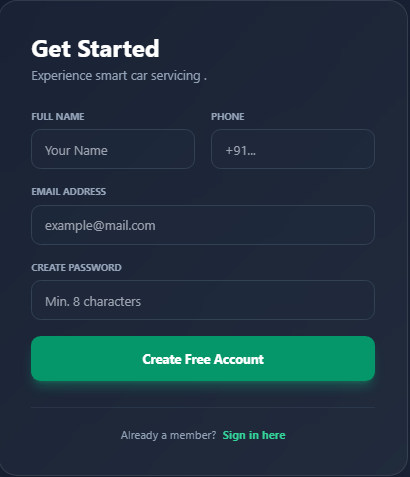 Get Started
Experience smart car servicing .
FULL NAME PHONE
Your Name +91...
EMAIL ADDRESS
example@mail.com
CREATE PASSWORD
Min. 8 characters
Create Free Account
Already a member? Sign in here